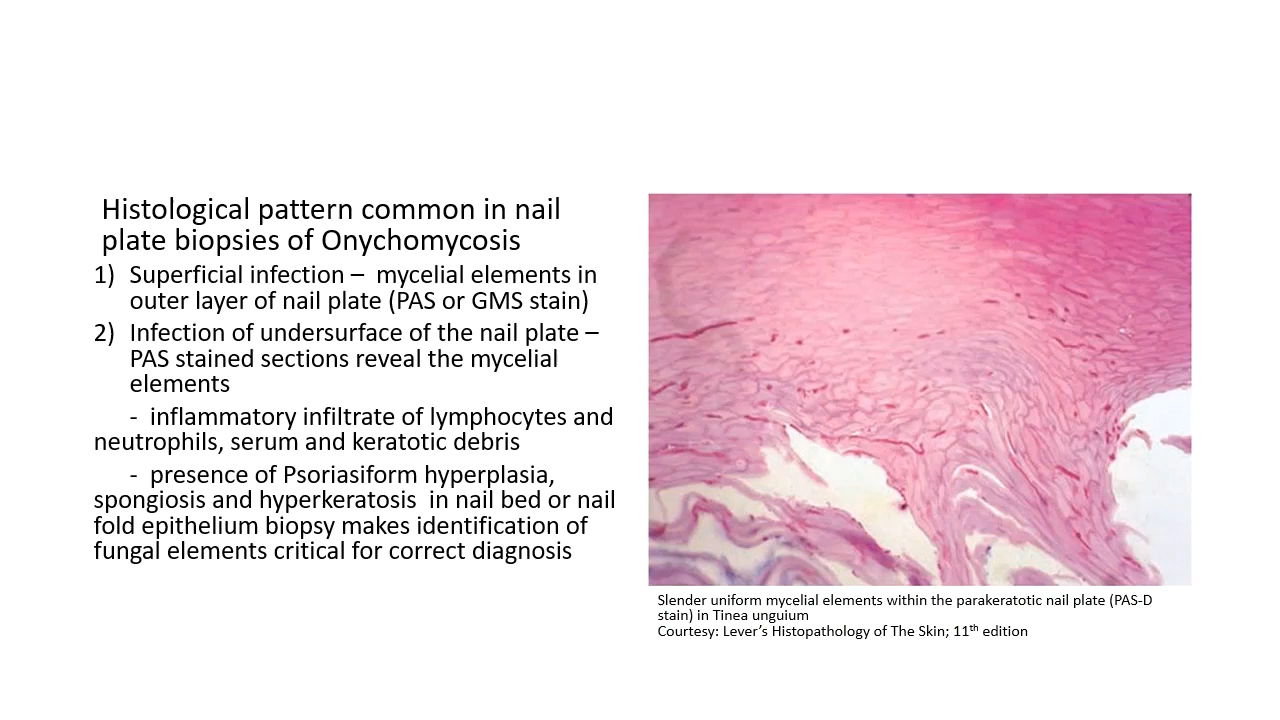 Histological pattern common in nail
plate biopsies of Onychomycosis
1) Superficial infection – mycelial elements in
outer layer of nail plate (PAS or GMS stain)
2) Infection of undersurface of the nail plate –
PAS stained sections reveal the mycelial
elements
- inflammatory infiltrate of lymphocytes and
neutrophils, serum and keratotic debris
- presence of Psoriasiform hyperplasia,
spongiosis and hyperkeratosis in nail bed or nail
fold epithelium biopsy makes identification of
fungal elements critical for correct diagnosis
Slender uniform mycelial elements within the parakeratotic nail plate (PAS-D
stain) in Tinea unguium
Courtesy: Lever’s Histopathology of The Skin; 11th edition